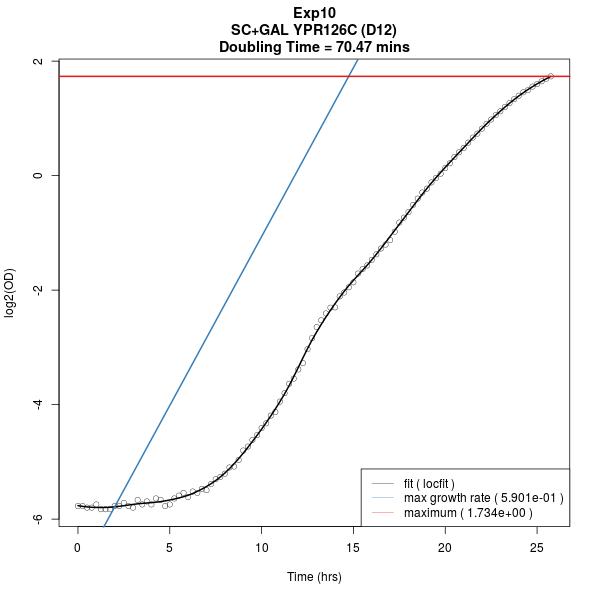 Exp10
SC+GAL YPR126C (D12)
Doubling Time = 70.47 mins
log2(OD)
2
0
-2
-4
-6
fit ( locfit )
max growth rate ( 5.901e-01 )
maximum ( 1.734e+00 )
0 5 10 15 20 25
Time (hrs)